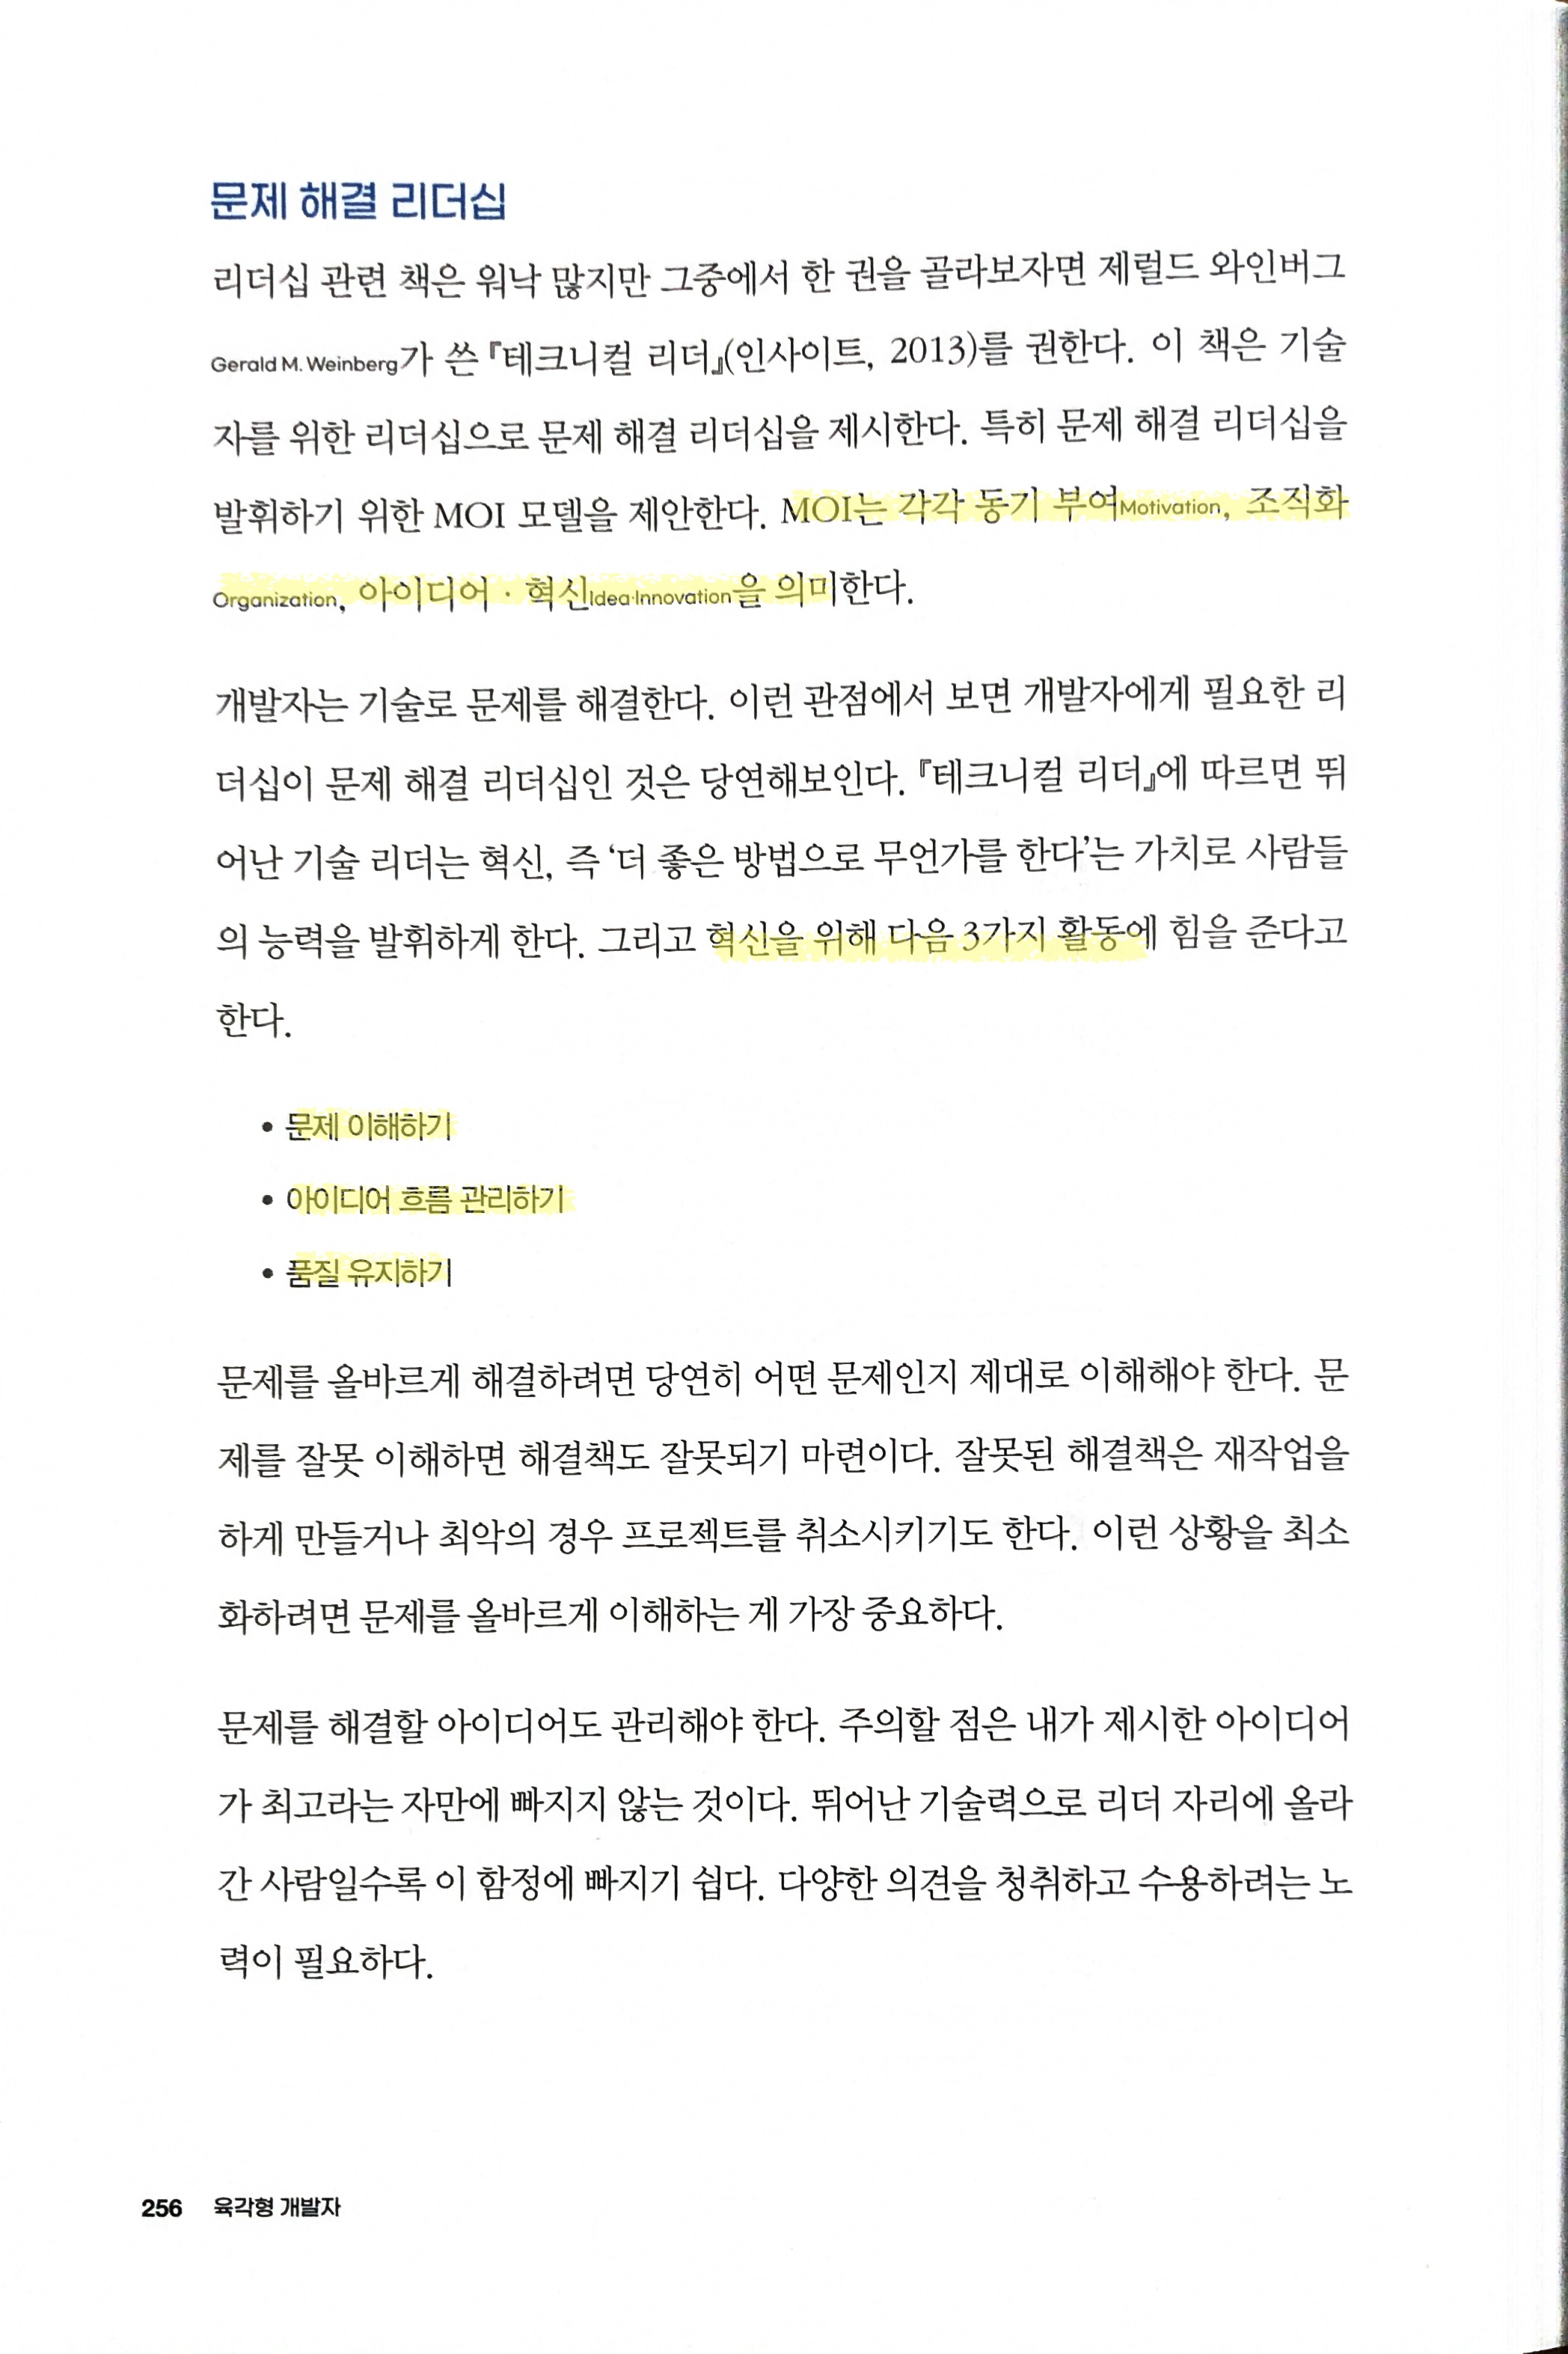 문제 해결 리더십
리더십 관련 책은 워낙 많지만 그중에서 한 권을 골라보자면 제럴드 와인버그
Gerald M. Weinberg가 쓴 『테크니컬 리더』(인사이트, 2013)를 권한다. 이 책은 기술
자를 위한 리더십으로 문제 해결 리더십을 제시한다. 특히 문제 해결 리더십을
발휘하기 위한 MOI 모델을 제안한다. MOI는 각각 동기 부여Motivation, 조직화
Organization, 아이디어 · 혁신Idea·Innovation을 의미한다.
개발자는 기술로 문제를 해결한다. 이런 관점에서 보면 개발자에게 필요한 리
더십이 문제 해결 리더십인 것은 당연해보인다. 『테크니컬 리더』에 따르면 뛰
어난 기술 리더는 혁신, 즉 ‘더 좋은 방법으로 무언가를 한다’는 가치로 사람들
의 능력을 발휘하게 한다. 그리고 혁신을 위해 다음 3가지 활동에 힘을 준다고
한다.
• 문제 이해하기
• 아이디어 흐름 관리하기
• 품질 유지하기
문제를 올바르게 해결하려면 당연히 어떤 문제인지 제대로 이해해야 한다. 문
제를 잘못 이해하면 해결책도 잘못되기 마련이다. 잘못된 해결책은 재작업을
하게 만들거나 최악의 경우 프로젝트를 취소시키기도 한다. 이런 상황을 최소
화하려면 문제를 올바르게 이해하는 게 가장 중요하다.
문제를 해결할 아이디어도 관리해야 한다. 주의할 점은 내가 제시한 아이디어
가 최고라는 자만에 빠지지 않는 것이다. 뛰어난 기술력으로 리더 자리에 올라
간 사람일수록 이 함정에 빠지기 쉽다. 다양한 의견을 청취하고 수용하려는 노
력이 필요하다.
256 육각형 개발자